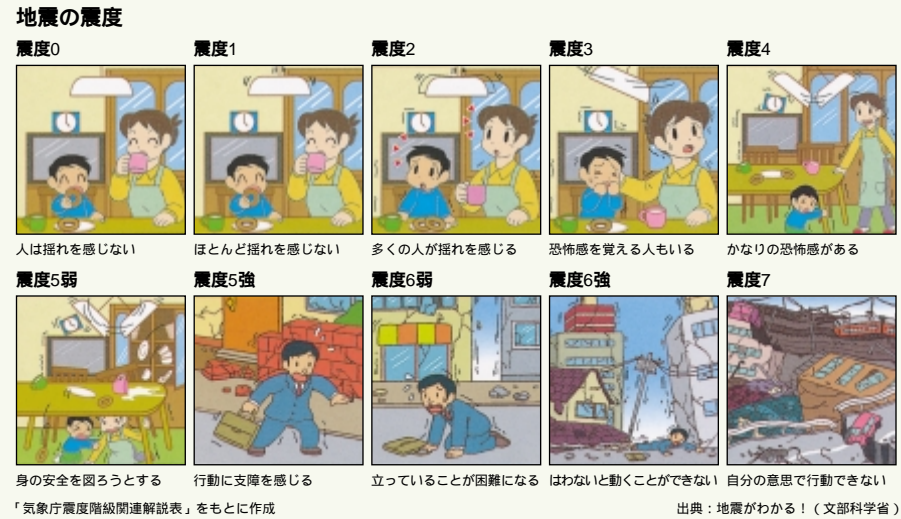 地震の震度
震度0 震度1 震度2 震度3 震度4
人は揺れを感じない ほとんど揺れを感じない 多くの人が揺れを感じる 恐怖感を覚える人もいる かなりの恐怖感がある
震度5弱 震度5強 震度6弱 震度6強 震度7
身の安全を図ろうとする 行動に支障を感じる 立っていることが困難になる はわないと動くことができない 自分の意思で行動できない
「気象庁震度階級関連解説表」をもとに作成 出典:地震がわかる!(文部科学省)